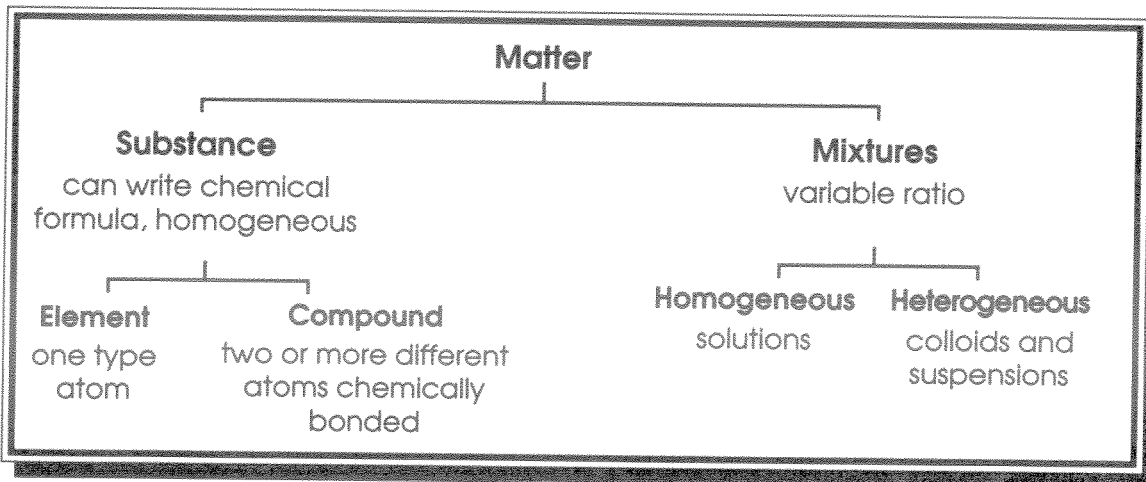 Matter
Substance
can write chemical
formula, homogeneous
Element
one type
atom
Compound
two or more different
atoms chemically
bonded
Mixtures
variable ratio
Homogeneous
solutions
Heterogeneous
colloids and
suspensions